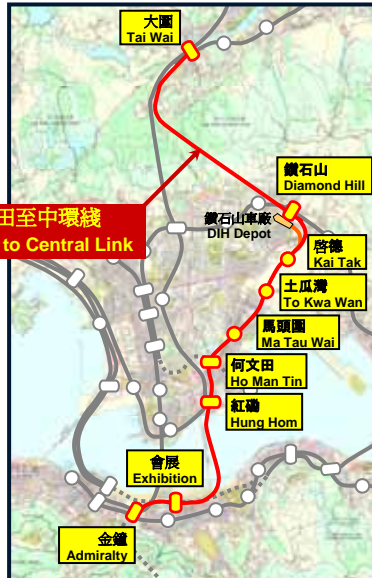 大圍
Tai Wai
鑽石山
Diamond Hill
鑽石山車廠
DIH Depot
田至中環綫
to Central Link
啓德
Kai Tak
土瓜灣
To Kwa Wan
馬頭圍
Ma Tau Wai
何文田
Ho Man Tin
紅磡
Hung Hom
會展
Exhibition
金鐘
Admiralty